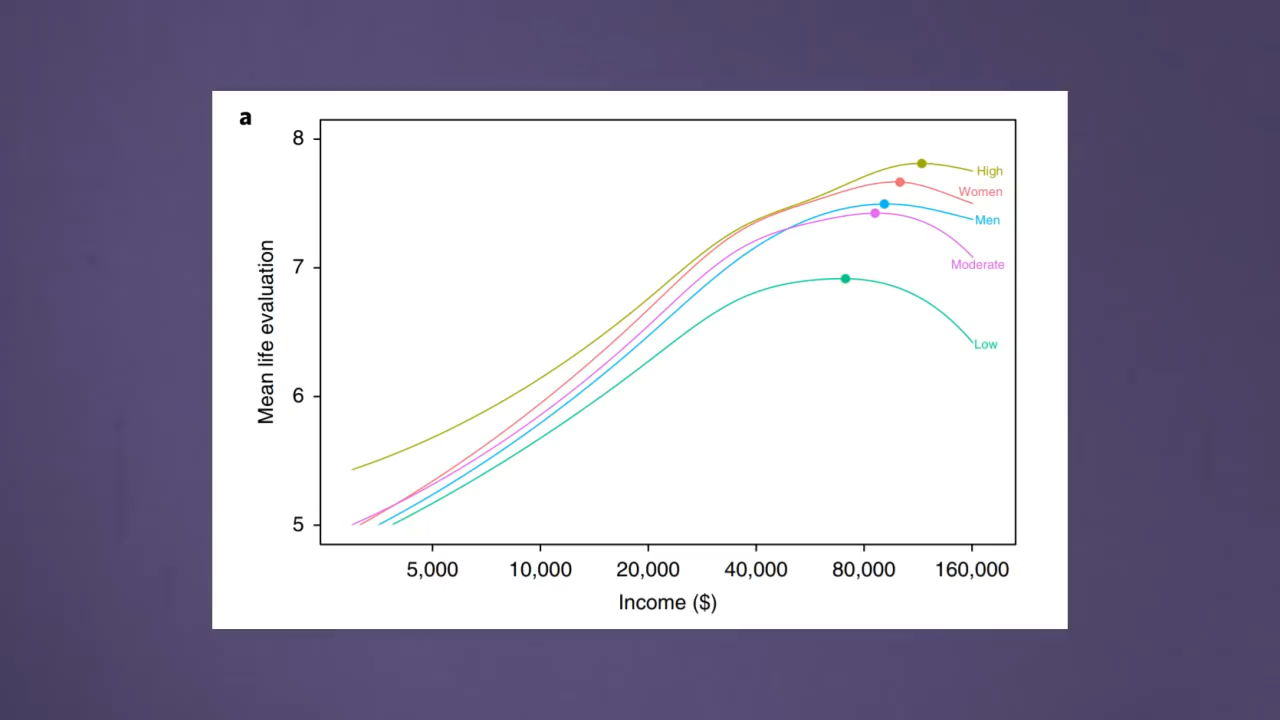 a
8
7
6
5
Mean life evaluation
High
Women
Men
Moderate
Low
5,000 10,000 20,000 40,000 80,000 160,000
Income ($)